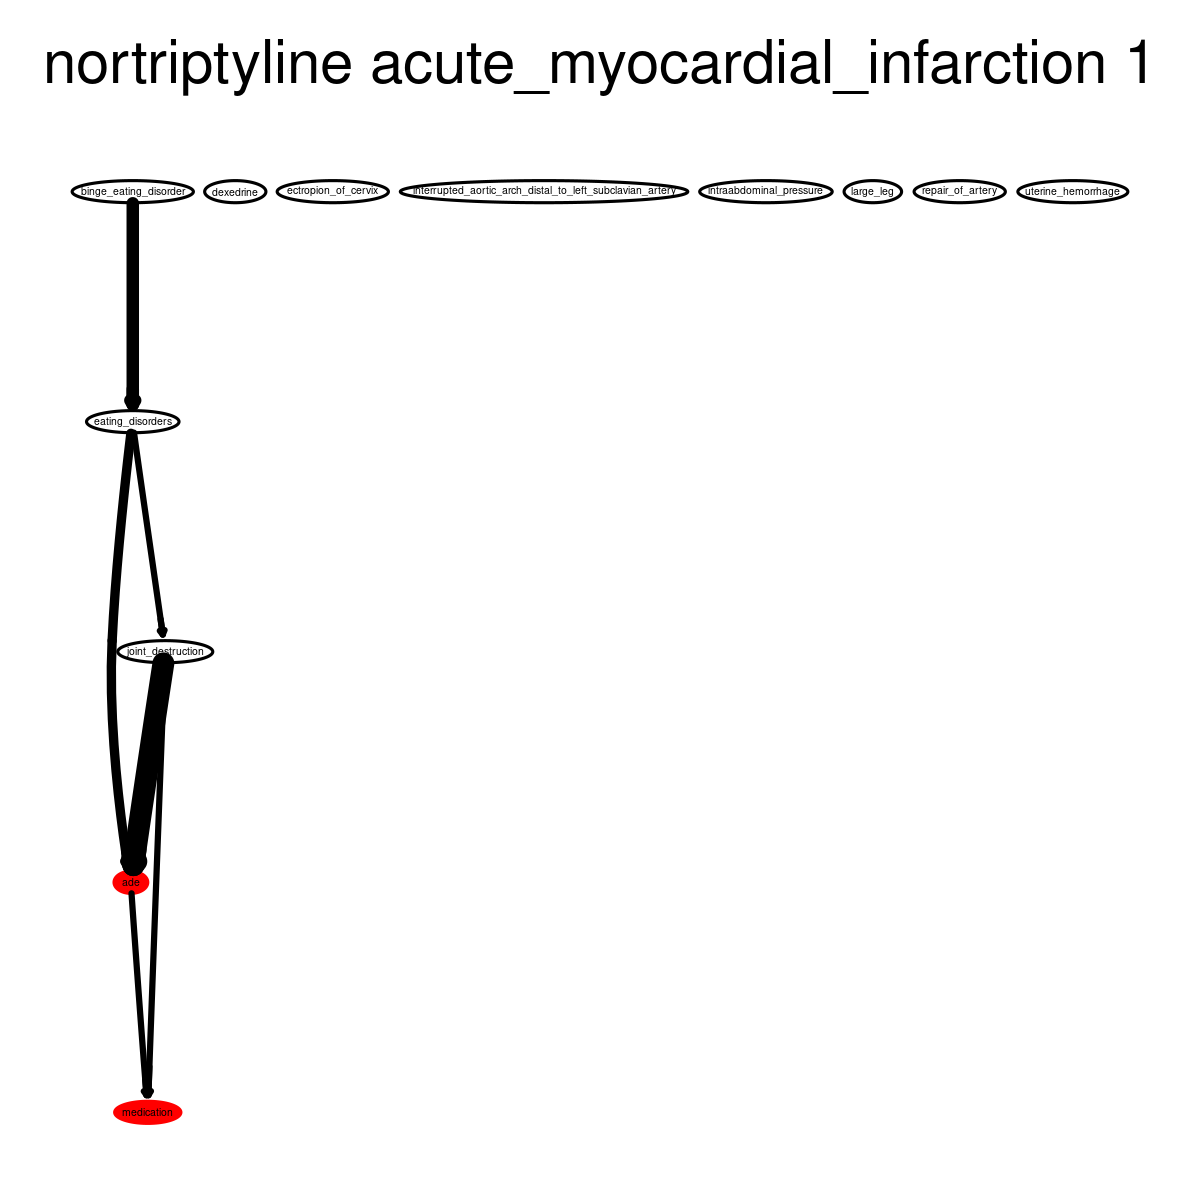 nortriptyline acute_myocardial_infarction 1
binge_eating_disorder dexedrine ectropion_of_cervix interrupted_aortic_arch_distal_to_left_subclavian_artery intraabdominal_pressure large_leg repair_of_artery uterine_hemorrhage
eating_disorders
joint_destruction
ade
medication